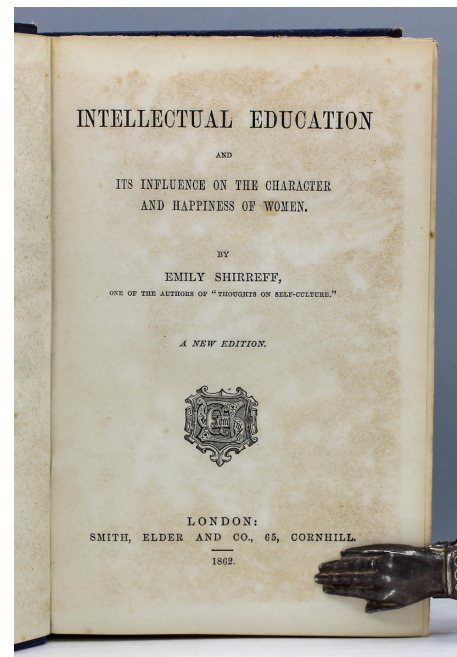 INTELLECTUAL EDUCATION
AND
ITS INFLUENCE ON THE CHARACTER
AND HAPPINESS OF WOMEN.
BY
EMILY SHIRREFF,
ONE OF THE AUTHORS OF "THOUGHTS ON SELF-CULTURE."
A NEW EDITION.
LONDON:
SMITH, ELDER AND CO., 65, CORNHILL.
1862.